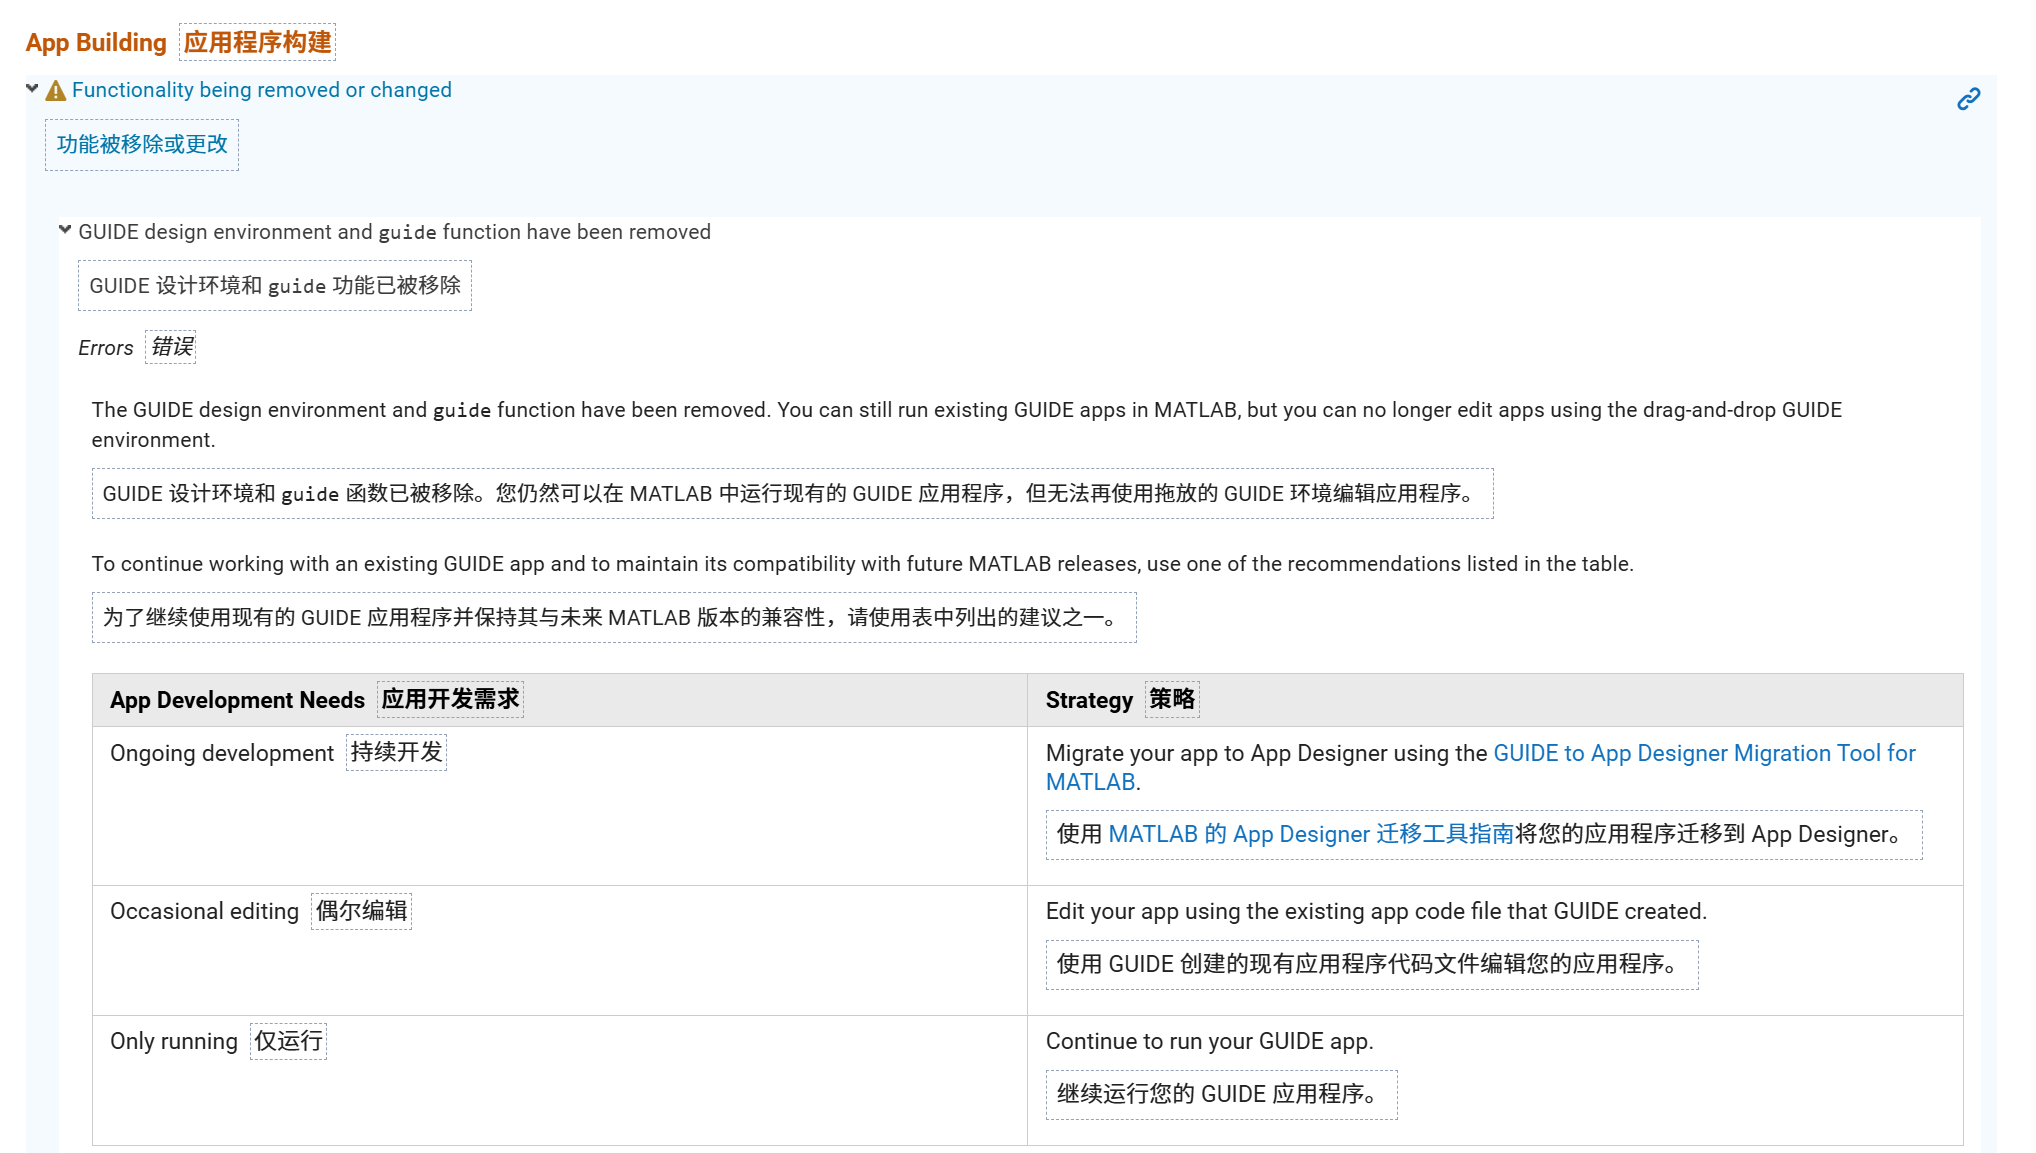 App Building 应用程序构建
Functionality being removed or changed
功能被移除或更改
GUIDE design environment and guide function have been removed
GUIDE 设计环境和 guide 功能已被移除
Errors 错误
The GUIDE design environment and guide function have been removed. You can still run existing GUIDE apps in MATLAB, but you can no longer edit apps using the drag-and-drop GUIDE
environment.
GUIDE 设计环境和 guide 函数已被移除。您仍然可以在 MATLAB 中运行现有的 GUIDE 应用程序，但无法再使用拖放的 GUIDE 环境编辑应用程序。
To continue working with an existing GUIDE app and to maintain its compatibility with future MATLAB releases, use one of the recommendations listed in the table.
为了继续使用现有的 GUIDE 应用程序并保持其与未来 MATLAB 版本的兼容性，请使用表中列出的建议之一。
App Development Needs 应用开发需求
Strategy 策略
Ongoing development 持续开发
Migrate your app to App Designer using the GUIDE to App Designer Migration Tool for
MATLAB.
使用 MATLAB 的 App Designer 迁移工具指南将您的应用程序迁移到 App Designer。
Occasional editing 偶尔编辑
Edit your app using the existing app code file that GUIDE created.
使用 GUIDE 创建的现有应用程序代码文件编辑您的应用程序。
Only running 仅运行
Continue to run your GUIDE app.
继续运行您的 GUIDE 应用程序。